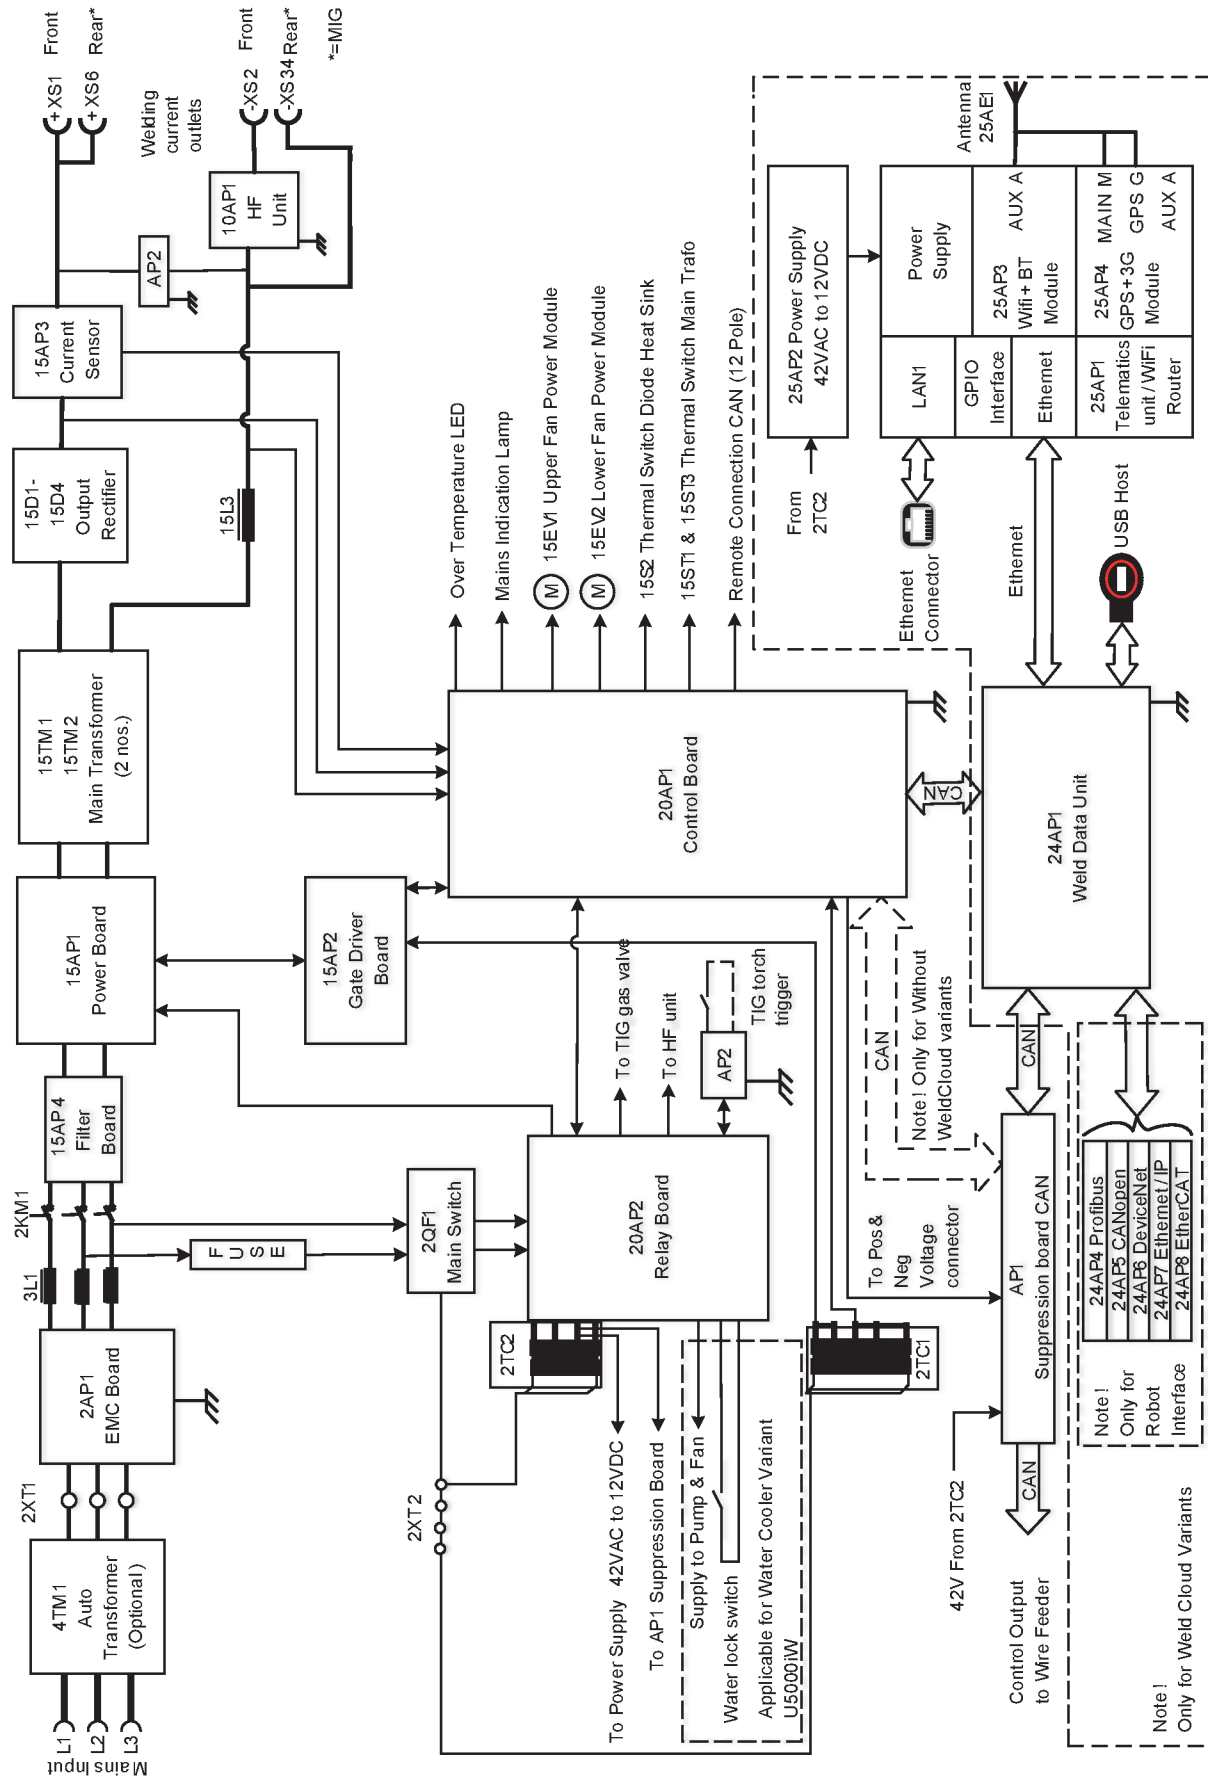 Mains Input
L1
L2
L3
4TM1
Auto
Transformer
(Optional)
2XT1
2AP1
EMC Board
3L1
2KM1
15AP4
Filter
Board
15AP1
Power Board
15TM1
15TM2
Main Transformer
(2 nos.)
15D1-
15D4
Output
Rectifier
15AP3
Current
Sensor
15L3
AP2
10AP1
HF
Unit
+XS1 Front
+XS6 Rear*
Welding
current
outlets
-XS2 Front
-XS34 Rear*
*=MIG
FUSE
2QF1
Main Switch
15AP2
Gate Driver
Board
2XT2
2TC2
20AP2
Relay Board
To TIG gas valve
To HF unit
AP2
TIG torch
trigger
To Power Supply 42VAC to 12VDC
To AP1 Suppression Board
Supply to Pump & Fan
Water lock switch
Applicable for Water Cooler Variant
U5000iW
2TC1
20AP1
Control Board
Over Temperature LED
Mains Indication Lamp
M
15EV1 Upper Fan Power Module
M
15EV2 Lower Fan Power Module
15S2 Thermal Switch Diode Heat Sink
15ST1 & 15ST3 Thermal Switch Main Trafo
Remote Connection CAN (12 Pole)
CAN
CAN
Note! Only for Without
WeldCloud variants
To Pos &
Neg
Voltage
connector
42V From 2TC2
AP1
Suppression board CAN
CAN
Control Output
to Wire Feeder
CAN
24AP1
Weld Data Unit
Ethernet
USB Host
Ethernet
Connector
From
2TC2
25AP2 Power Supply
42VAC to 12VDC
Antenna
25AE1
LAN1
Power
Supply
GPIO
Interface
Ethernet
25AP3
Wifi + BT
Module
AUX A
25AP1
Telematics
unit / WiFi
Router
25AP4
GPS+3G
Module
MAIN M
GPS G
AUX A
24AP4 Profibus
24AP5 CANopen
24AP6 DeviceNet
24AP7 Ethernet / IP
24AP8 EtherCAT
Note!
Only for
Robot
Interface
Note!
Only for Weld Cloud Variants